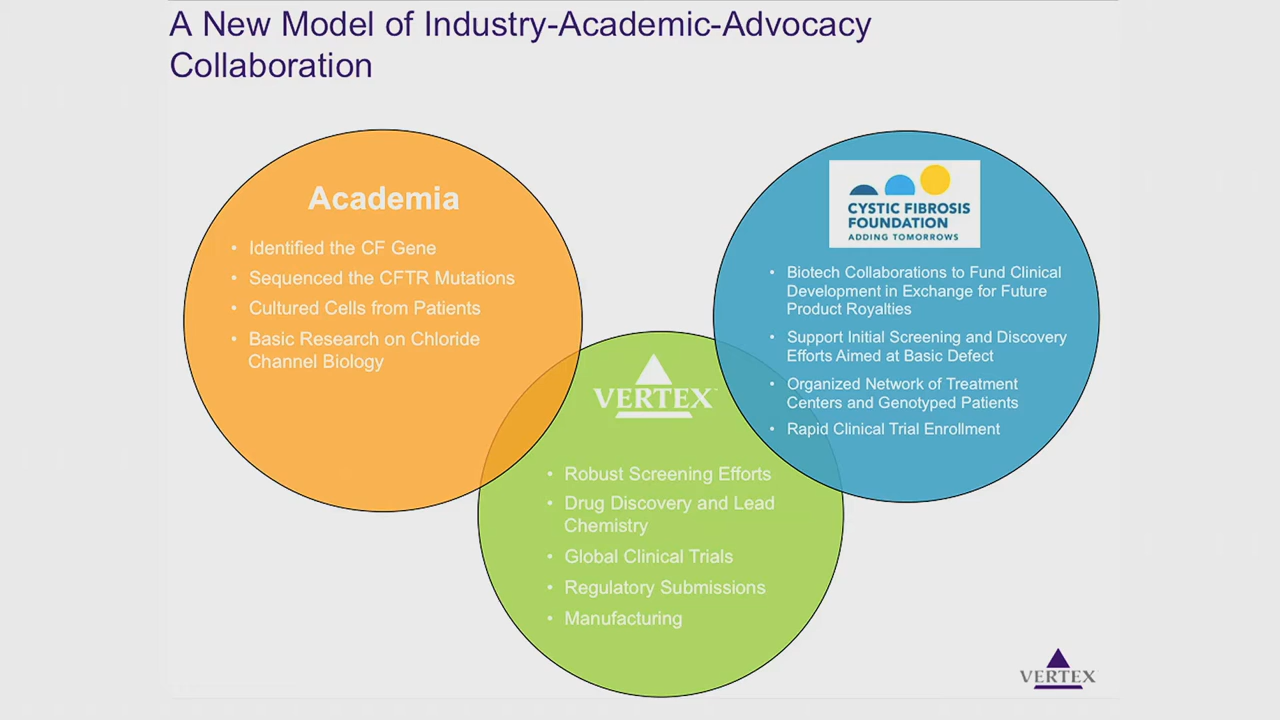 A New Model of Industry-Academic-Advocacy
Collaboration
Academia
• Identified the CF Gene
• Sequenced the CFTR Mutations
• Cultured Cells from Patients
• Basic Research on Chloride
Channel Biology
CYSTIC FIBROSIS
FOUNDATION
ADDING TOMORROWS
• Biotech Collaborations to Fund Clinical
Development in Exchange for Future
Product Royalties
• Support Initial Screening and Discovery
Efforts Aimed at Basic Defect
• Organized Network of Treatment
Centers and Genotyped Patients
• Rapid Clinical Trial Enrollment
VERTEX
• Robust Screening Efforts
• Drug Discovery and Lead
Chemistry
• Global Clinical Trials
• Regulatory Submissions
• Manufacturing
VERTEX